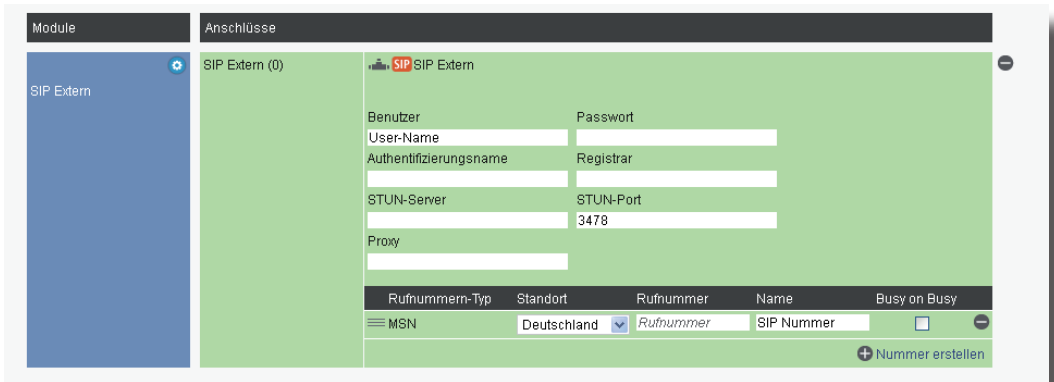 Module Anschlüsse
SIP Extern (0) SIP SIP Extern
SIP Extern
Benutzer Passwort
User-Name
Authentifizierungsname Registrar
STUN-Server STUN-Port
3478
Proxy
Rufnummern-Typ Standort Rufnummer Name Busy on Busy
MSN Deutschland Rufnummer SIP Nummer
Nummer erstellen